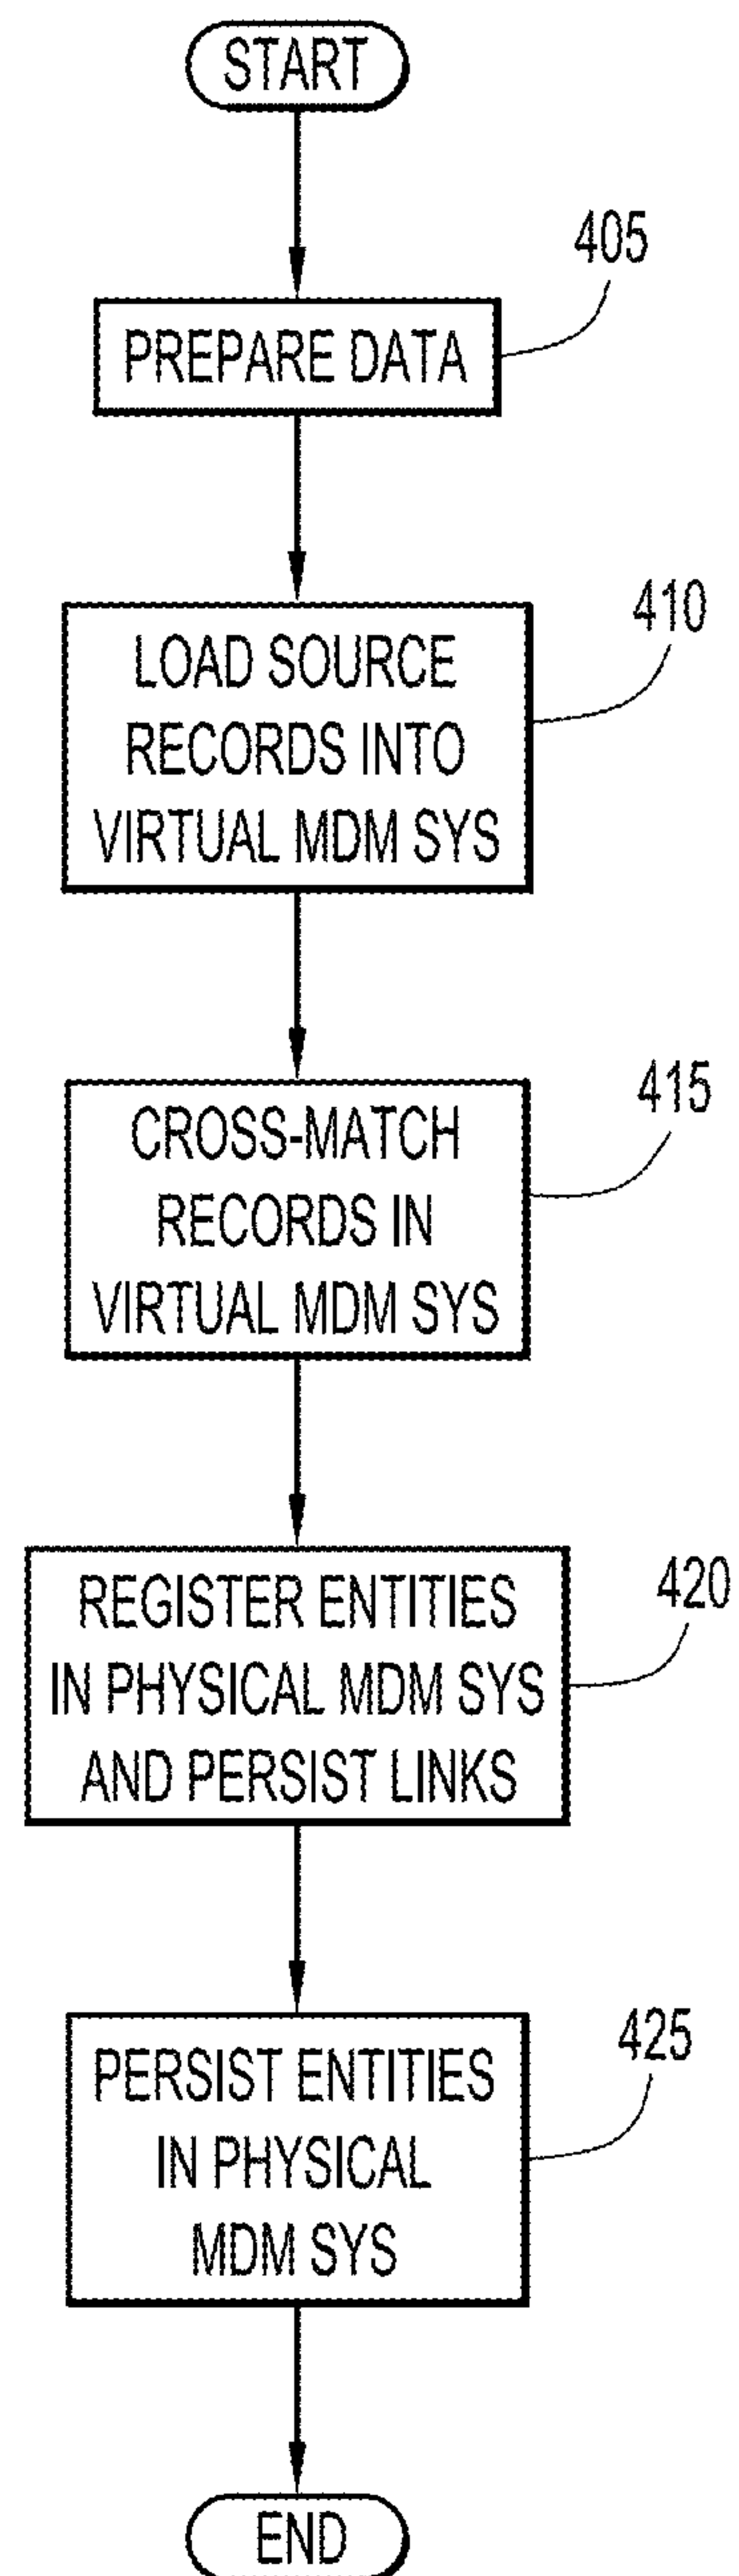 START
405
PREPARE DATA
410
LOAD SOURCE
RECORDS INTO
VIRTUAL MDM SYS
415
CROSS-MATCH
RECORDS IN
VIRTUAL MDM SYS
420
REGISTER ENTITIES
IN PHYSICAL MDM SYS
AND PERSIST LINKS
425
PERSIST ENTITIES
IN PHYSICAL
MDM SYS
END